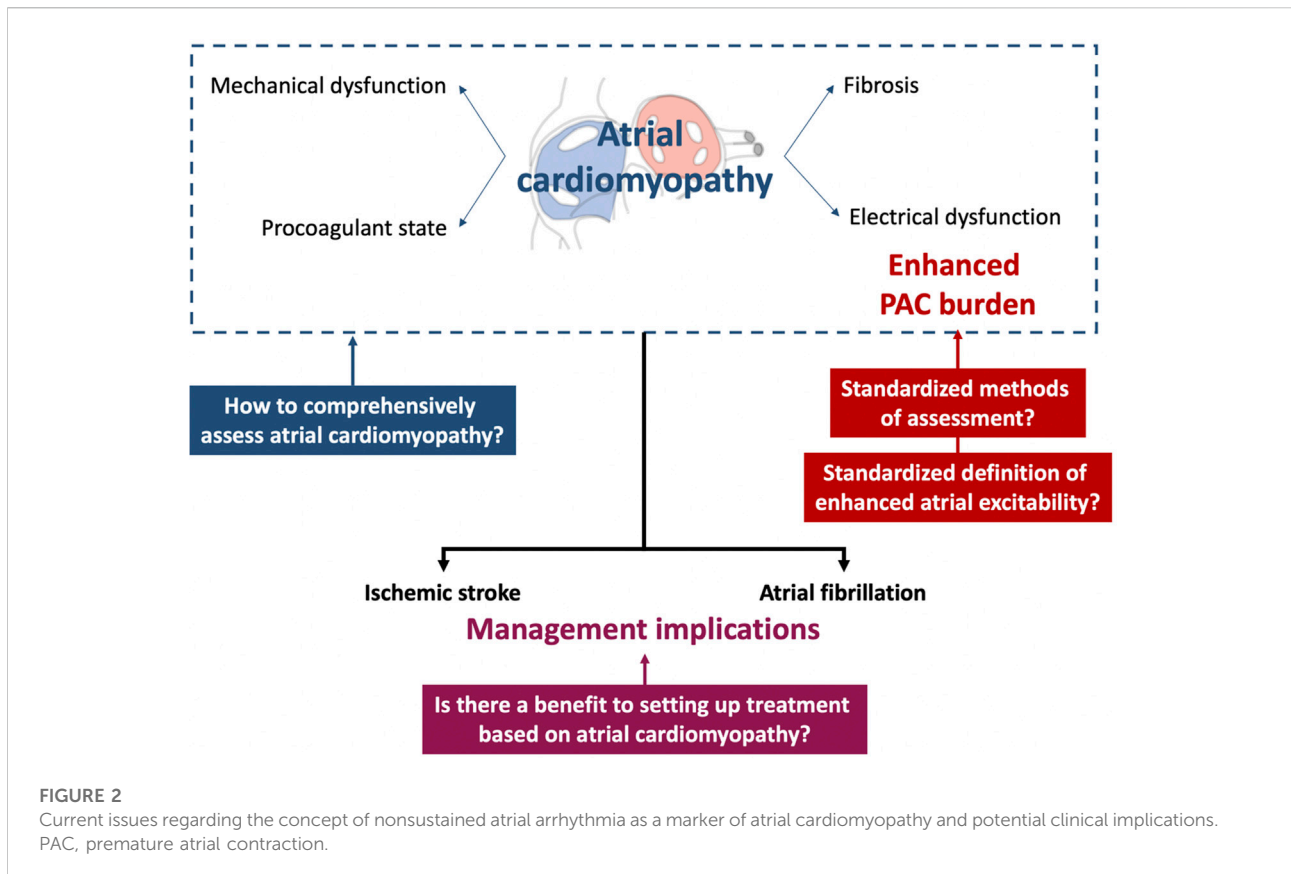 Mechanical dysfunction
Fibrosis
Atrial
cardiomyopathy
Procoagulant state
Electrical dysfunction
Enhanced
PAC burden
How to comprehensively
assess atrial cardiomyopathy?
Standardized methods
of assessment?
Standardized definition of
enhanced atrial excitability?
Ischemic stroke
Atrial fibrillation
Management implications
Is there a benefit to setting up treatment
based on atrial cardiomyopathy?
FIGURE 2
Current issues regarding the concept of nonsustained atrial arrhythmia as a marker of atrial cardiomyopathy and potential clinical implications.
PAC, premature atrial contraction.